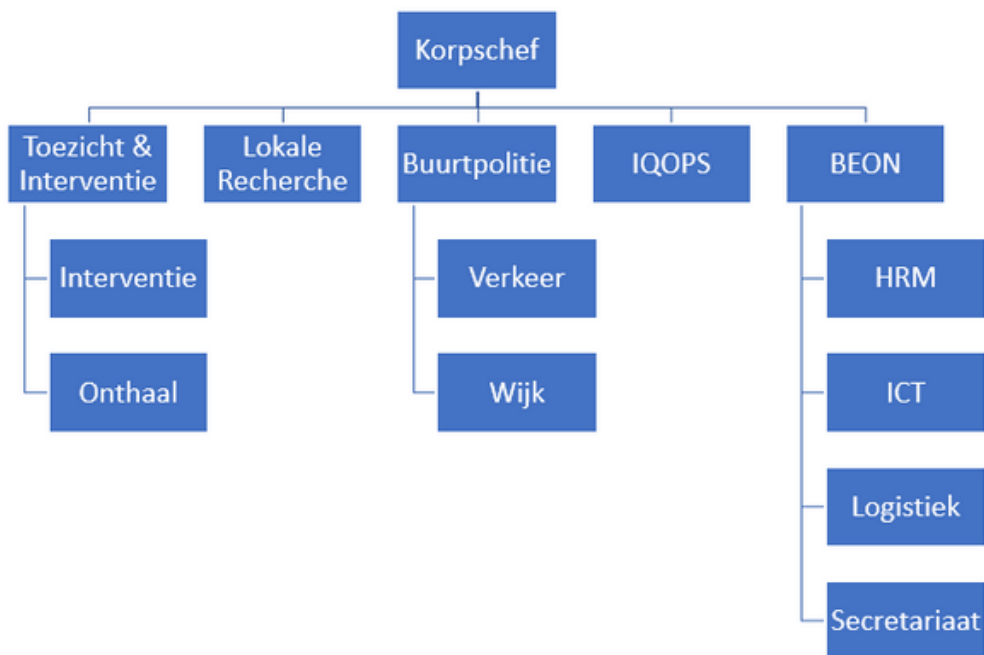 Korpschef
Toezicht &
Interventie
Lokale
Recherche
Buurtpolitie
IQOPS
BEON
Interventie
Onthaal
Verkeer
Wijk
HRM
ICT
Logistiek
Secretariaat